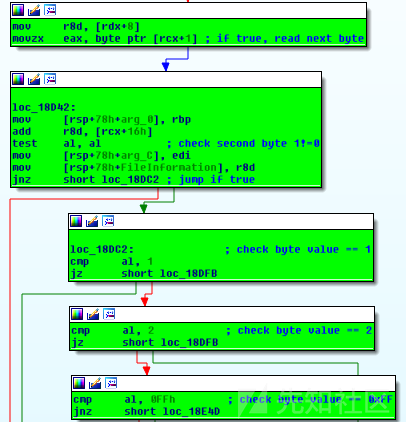 mov r8d, [rdx+8]
movzx eax, byte ptr [rcx+1] ; if true, read next byte
loc_18D42:
mov [rsp+78h+arg_0], rbp
add r8d, [rcx+16h]
test al, al ; check second byte 1!=0
mov [rsp+78h+arg_C], edi
mov [rsp+78h+FileInformation], r8d
jnz short loc_18DC2 ; jump if true
loc_18DC2: ; check byte value == 1
cmp al, 1
jz short loc_18DFB
cmp al, 2 ; check byte value == 2
jz short loc_18DFB
cmp al, 0FFh ; check byte value == 0xFF
jnz short loc_18E4D
先知社区